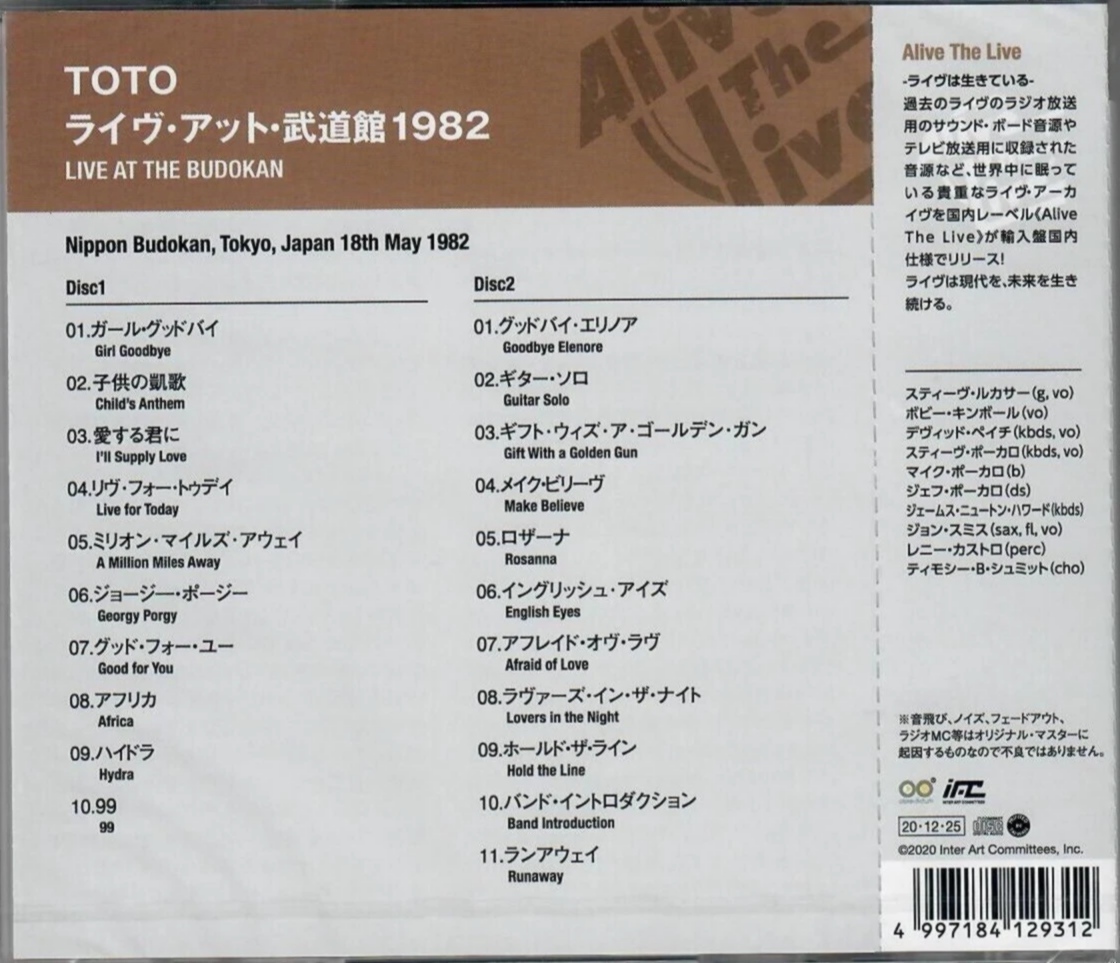 Alive
The
Live
TOTO
ライヴ・アット・武道館1982
LIVE AT THE BUDOKAN
Nippon Budokan, Tokyo, Japan 18th May 1982
Disc1
01.ガール・グッドバイ
Girl Goodbye
02.子供の凱歌
Child's Anthem
03.愛する君に
I'll Supply Love
04.リヴ・フォー・トゥデイ
Live for Today
05.ミリオン・マイルズ・アウェイ
A Million Miles Away
06.ジョージー・ポージー
Georgy Porgy
07.グッド・フォー・ユー
Good for You
08.アフリカ
Africa
09.ハイドラ
Hydra
10.99
99
Disc2
01.グッドバイ・エリノア
Goodbye Elenore
02.ギター・ソロ
Guitar Solo
03.ギフト・ウィズ・ア・ゴールデン・ガン
Gift With a Golden Gun
04.メイク・ビリーヴ
Make Believe
05.ロザーナ
Rosanna
06.イングリッシュ・アイズ
English Eyes
07.アフレイド・オヴ・ラヴ
Afraid of Love
08.ラヴァーズ・イン・ザ・ナイト
Lovers in the Night
09.ホールド・ザ・ライン
Hold the Line
10.バンド・イントロダクション
Band Introduction
11.ランアウェイ
Runaway
Alive The Live
-ライヴは生きている-
過去のライヴのラジオ放送
用のサウンド・ボード音源や
テレビ放送用に収録された
音源など、世界中に眠って
いる貴重なライヴ・アーカ
イヴを国内レーベル《Alive
The Live》が輸入盤国内
仕様でリリース!
ライヴは現代を、未来を生き
続ける。
スティーヴ・ルカサー(g, vo)
ボビー・キンボール(vo)
デヴィッド・ペイチ(kbds, vo)
スティーヴ・ポーカロ(kbds, vo)
マイク・ポーカロ(b)
ジェフ・ポーカロ(ds)
ジェームス・ニュートン・ハワード(kbds)
ジョン・スミス(sax, fl, vo)
レニー・カストロ(perc)
ティモシー・B・シュミット(cho)
※音飛び、ノイズ、フェードアウト、
ラジオMC等はオリジナル・マスターに
起因するものなので不良ではありません。
iFC
INTER ART COMMITTEES
20・12・25
COMPACT
disc
DIGITAL AUDIO
©2020 Inter Art Committees, Inc.
4 997184 129312